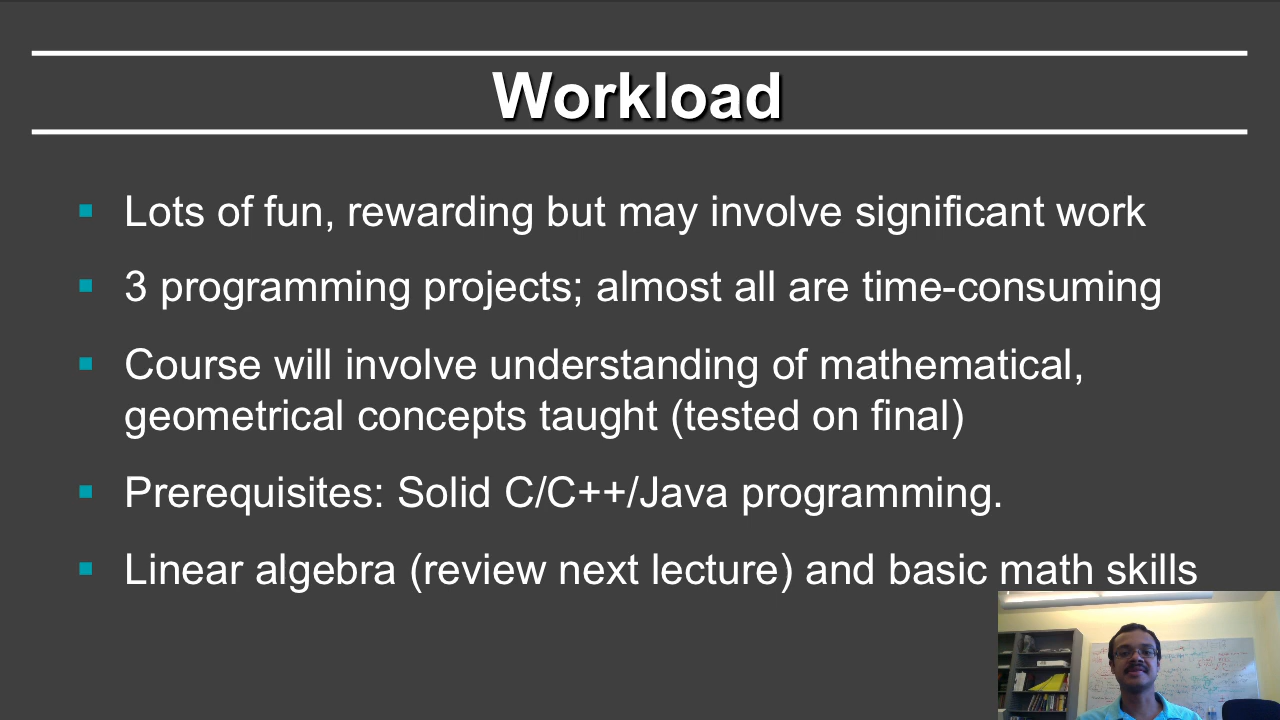 Workload
Lots of fun, rewarding but may involve significant work
3 programming projects; almost all are time-consuming
Course will involve understanding of mathematical,
geometrical concepts taught (tested on final)
Prerequisites: Solid C/C++/Java programming.
Linear algebra (review next lecture) and basic math skills